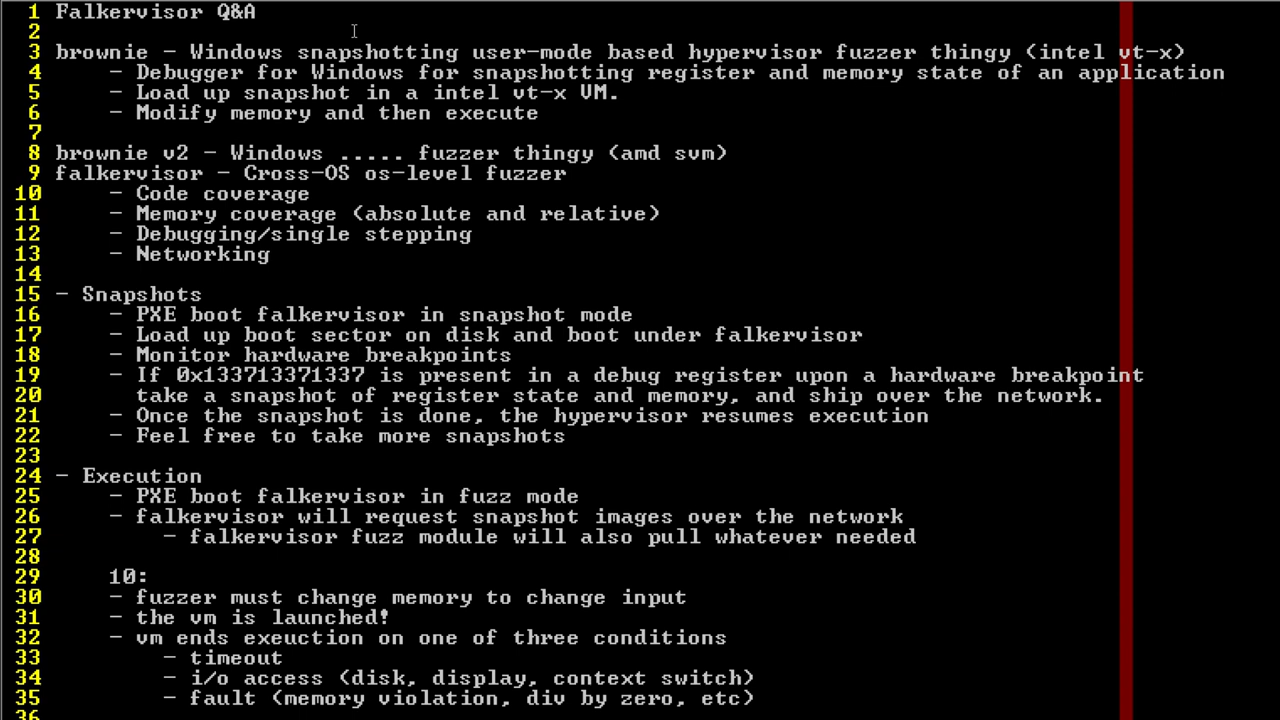 1 Falkervisor Q&A
2
3 brownie - Windows snapshotting user-mode based hypervisor fuzzer thingy (intel vt-x)
4 - Debugger for Windows for snapshotting register and memory state of an application
5 - Load up snapshot in a intel vt-x VM.
6 - Modify memory and then execute
7
8 brownie v2 - Windows ..... fuzzer thingy (amd svm)
9 falkervisor - Cross-OS os-level fuzzer
10 - Code coverage
11 - Memory coverage (absolute and relative)
12 - Debugging/single stepping
13 - Networking
14
15 - Snapshots
16 - PXE boot falkervisor in snapshot mode
17 - Load up boot sector on disk and boot under falkervisor
18 - Monitor hardware breakpoints
19 - If 0x133713371337 is present in a debug register upon a hardware breakpoint
20 take a snapshot of register state and memory, and ship over the network.
21 - Once the snapshot is done, the hypervisor resumes execution
22 - Feel free to take more snapshots
23
24 - Execution
25 - PXE boot falkervisor in fuzz mode
26 - falkervisor will request snapshot images over the network
27 - falkervisor fuzz module will also pull whatever needed
28
29 10:
30 - fuzzer must change memory to change input
31 - the vm is launched!
32 - vm ends exeuction on one of three conditions
33 - timeout
34 - i/o access (disk, display, context switch)
35 - fault (memory violation, div by zero, etc)
36